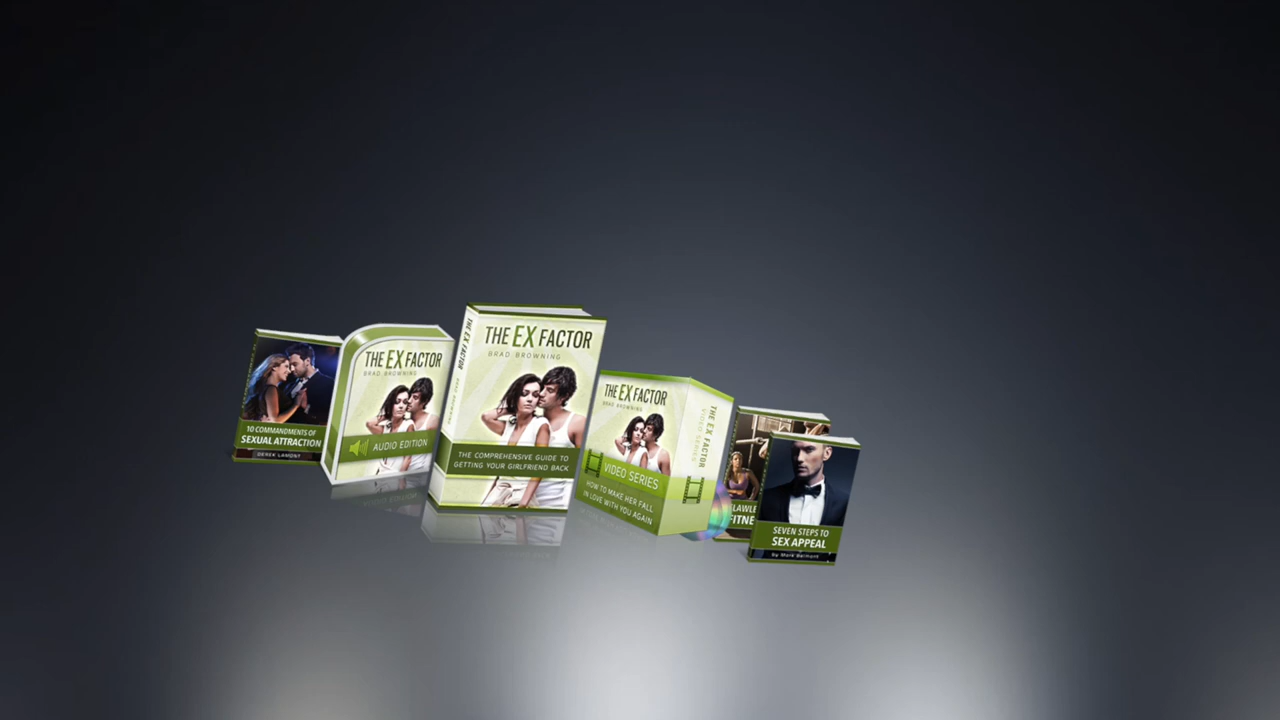 10 COMMANDMENTS OF
SEXUAL ATTRACTION
DEREK LAMONT
THE EX FACTOR
BRAD BROWNING
AUDIO EDITION
THE EX FACTOR
THE EX FACTOR
BRAD BROWNING
THE COMPREHENSIVE GUIDE TO
GETTING YOUR GIRLFRIEND BACK
THE EX FACTOR
BRAD BROWNING
VIDEO SERIES
HOW TO MAKE HER FALL
IN LOVE WITH YOU AGAIN
THE EX FACTOR
VIDEO SERIES
SEVEN STEPS TO
SEX APPEAL
By Mark Belmont